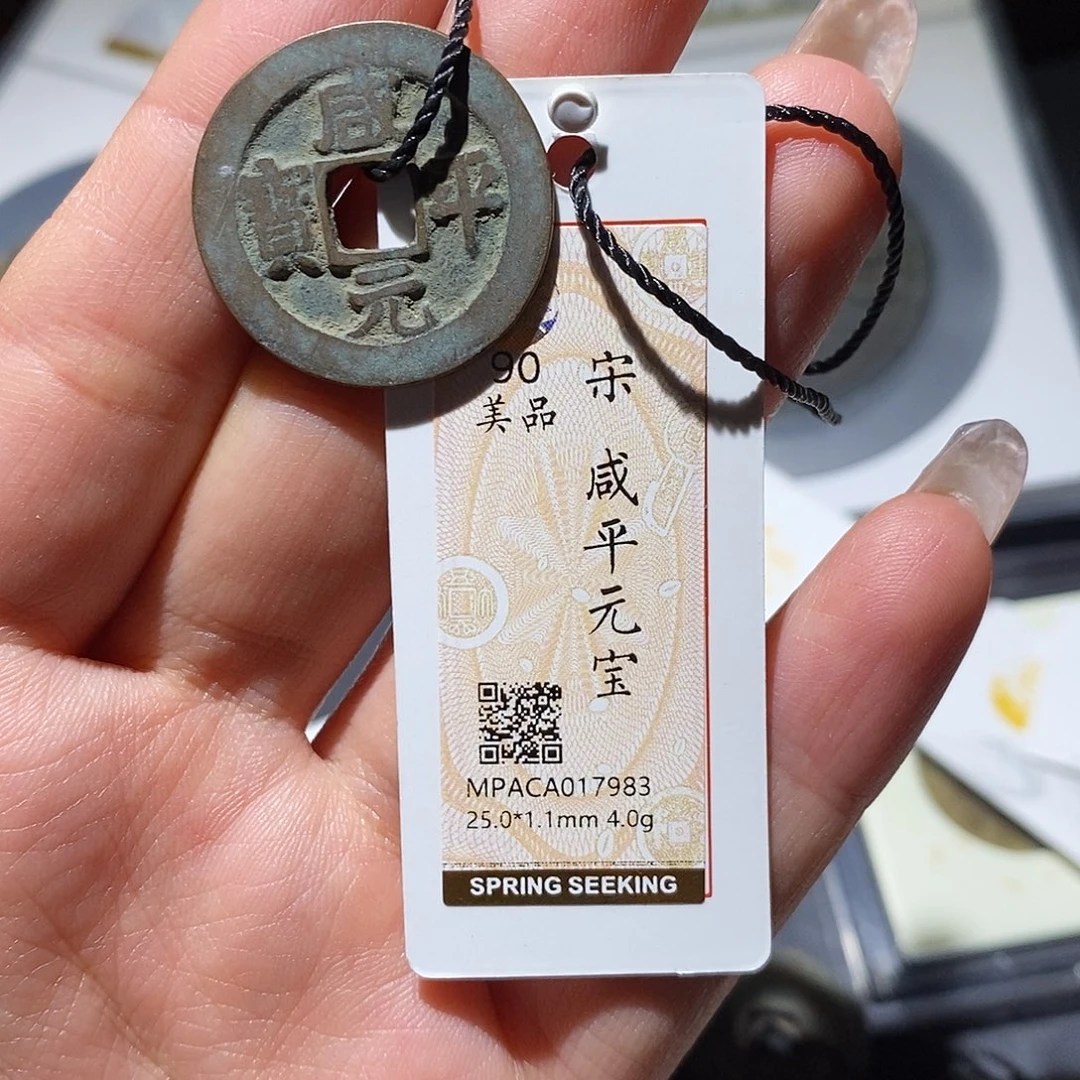 咸平元寳
90
美品
宋 咸平元宝
MPACA017983
25.0*1.1mm 4.0g
SPRING SEEKING